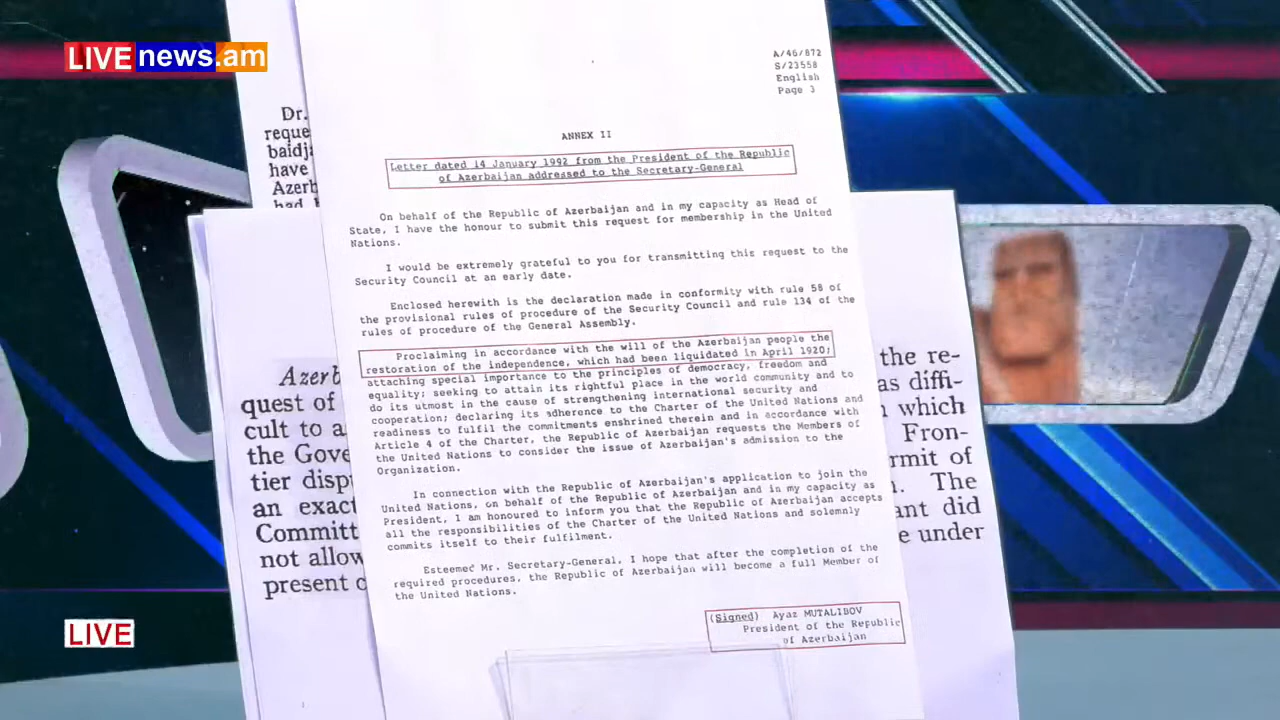 LIVEnews.am
A/46/872
S/23558
English
Page 3
ANNEX II
Letter dated 14 January 1992 from the President of the Republic
of Azerbaijan addressed to the Secretary-General
On behalf of the Republic of Azerbaijan and in my capacity as Head of
State, I have the honour to submit this request for membership in the United
Nations.
I would be extremely grateful to you for transmitting this request to the
Security Council at an early date.
Enclosed herewith is the declaration made in conformity with rule 58 of
the provisional rules of procedure of the Security Council and rule 134 of the
rules of procedure of the General Assembly.
Proclaiming in accordance with the will of the Azerbaijan people the
restoration of the independence, which had been liquidated in April 1920;
attaching special importance to the principles of democracy, freedom and
equality; seeking to attain its rightful place in the world community and to
do its utmost in the cause of strengthening international security and
cooperation; declaring its adherence to the Charter of the United Nations and
readiness to fulfil the commitments enshrined therein and in accordance with
Article 4 of the Charter, the Republic of Azerbaijan requests the Members of
the United Nations to consider the issue of Azerbaijan's admission to the
Organization.
In connection with the Republic of Azerbaijan's application to join the
United Nations, on behalf of the Republic of Azerbaijan and in my capacity as
President, I am honoured to inform you that the Republic of Azerbaijan accepts
all the responsibilities of the Charter of the United Nations and solemnly
commits itself to their fulfilment.
Esteemed Mr. Secretary-General, I hope that after the completion of the
required procedures, the Republic of Azerbaijan will become a full Member of
the United Nations.
(Signed) Ayaz MUTALIBOV
President of the Republic
of Azerbaijan
Dr.
reque
baidj
have
Azerb
had
Azerb
quest of
cult to a
the Gove
tier disp
an exact
Committ
not allow
present
the re-
as diffi-
which
Fron-
rmit of
The
ant did
e under
LIVE